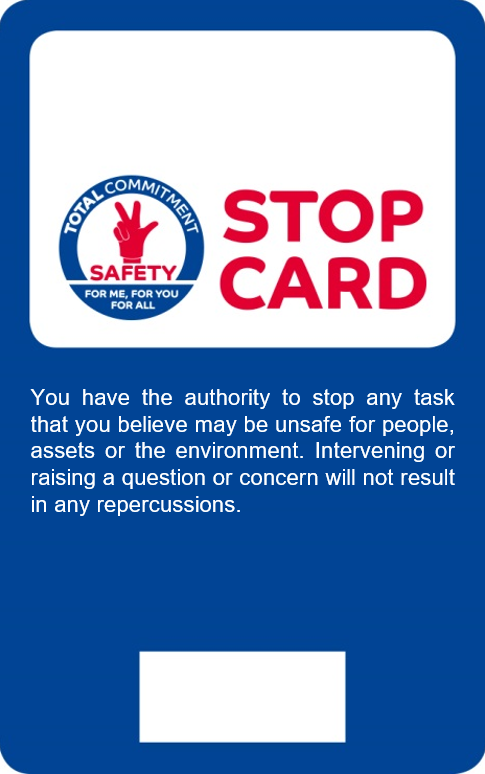 TOTAL COMMITMENT
SAFETY
FOR ME, FOR YOU
FOR ALL
STOP
CARD
You have the authority to stop any task
that you believe may be unsafe for people,
assets or the environment. Intervening or
raising a question or concern will not result
in any repercussions.